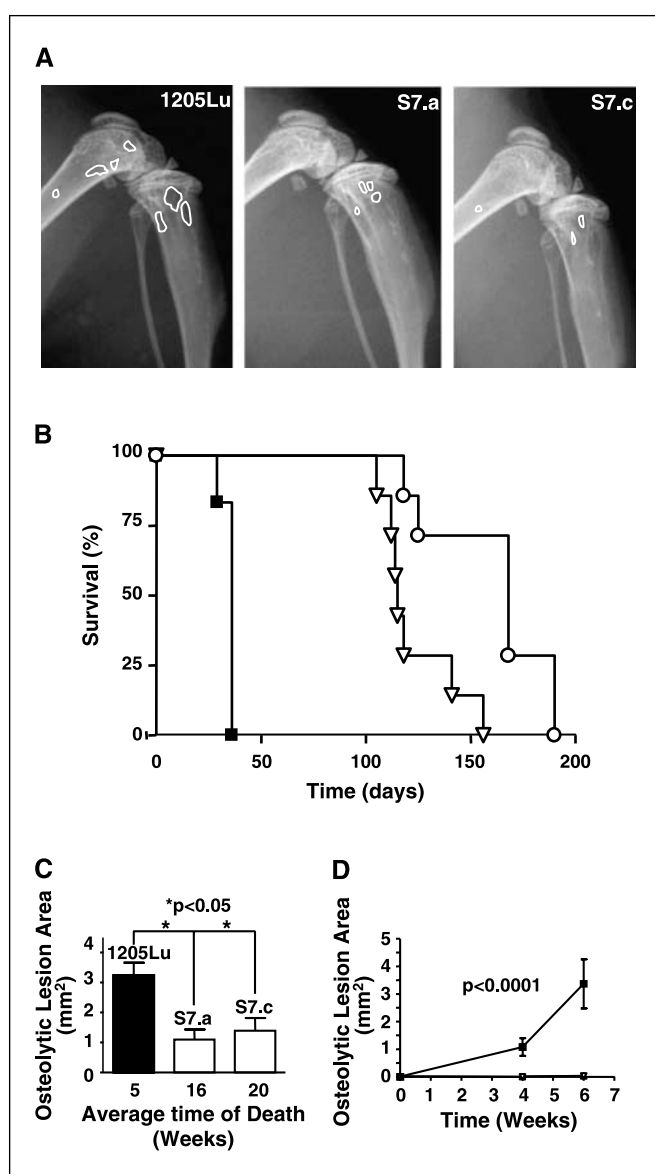 A
1205Lu
S7.a
S7.c
B
100
75
50
25
0
Survival (%)
0 50 100 150 200
Time (days)
C
*p<0.05
* *
Osteolytic Lesion Area
(mm²)
4
3
2
1
0
1205Lu
S7.a
S7.c
5 16 20
Average time of Death
(Weeks)
D
Osteolytic Lesion Area
(mm²)
5
4
3
2
1
0
p<0.0001
0 1 2 3 4 5 6 7
Time (Weeks)